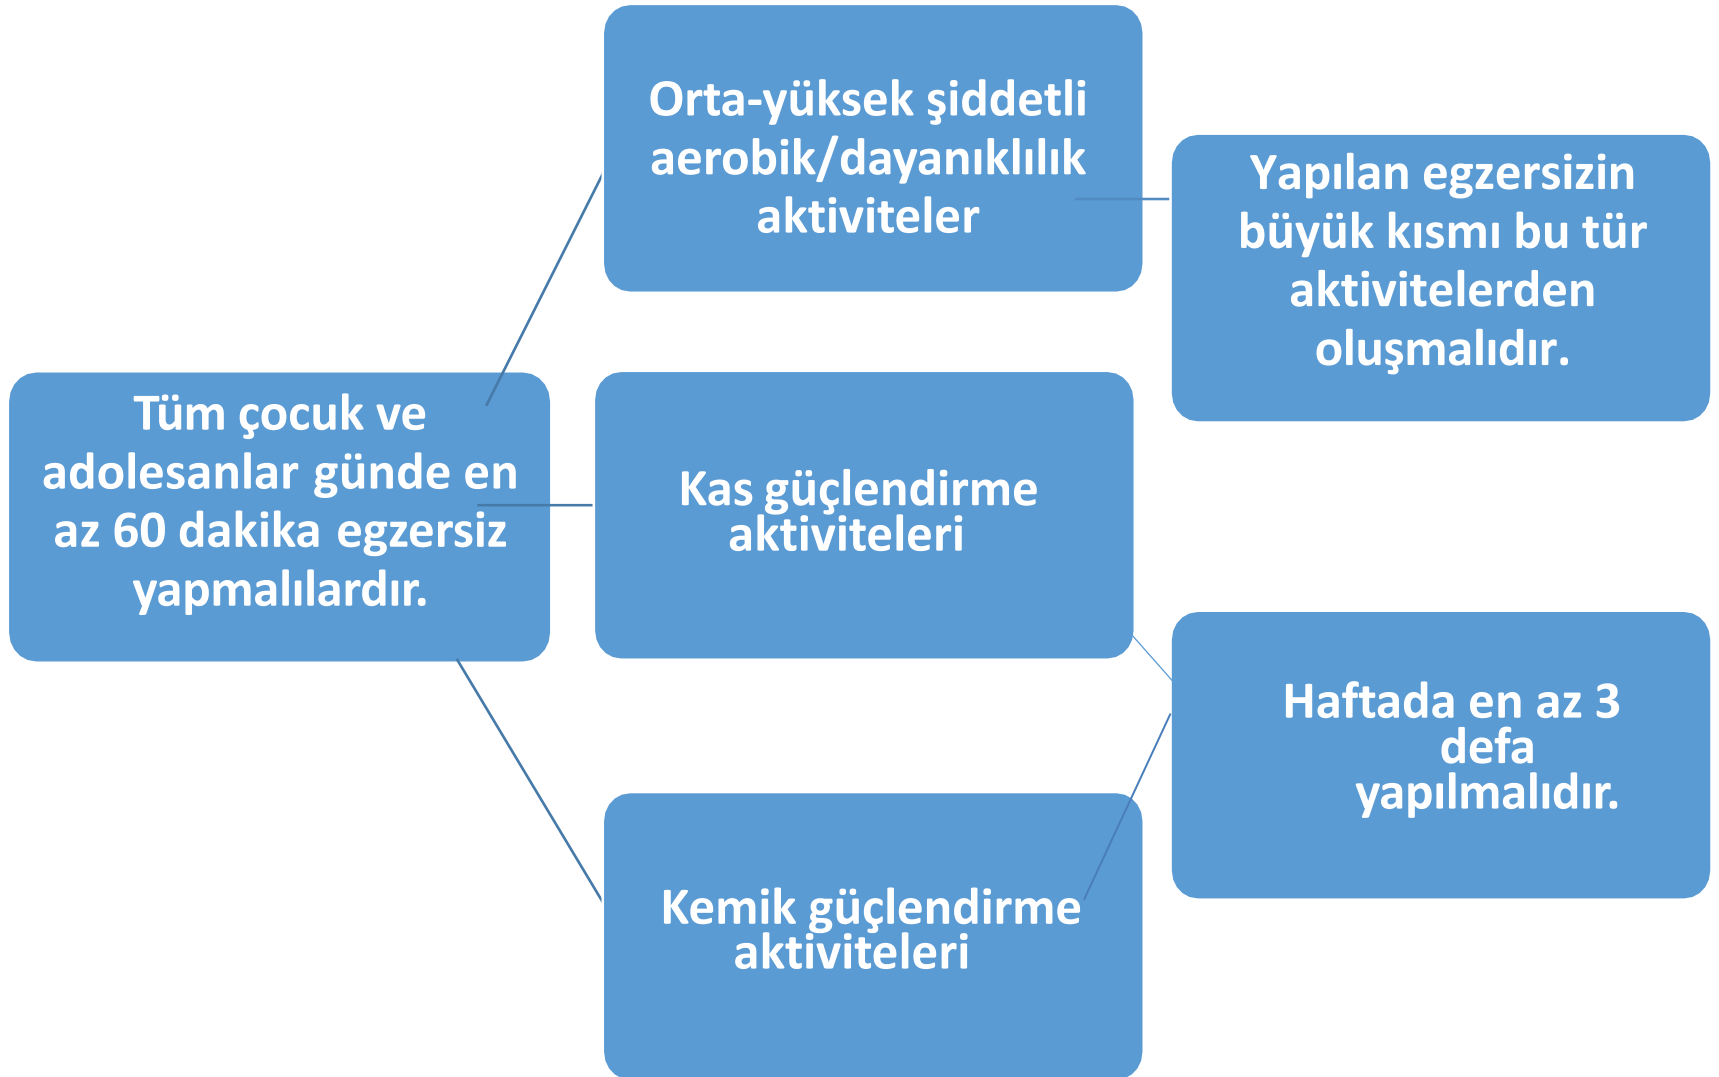 Tüm çocuk ve
adolesanlar günde en
az 60 dakika egzersiz
yapmalılardır.
Orta-yüksek şiddetli
aerobik/dayanıklılık
aktiviteler
Yapılan egzersizin
büyük kısmı bu tür
aktivitelerden
oluşmalıdır.
Kas güçlendirme
aktiviteleri
Kemik güçlendirme
aktiviteleri
Haftada en az 3
defa
yapılmalıdır.